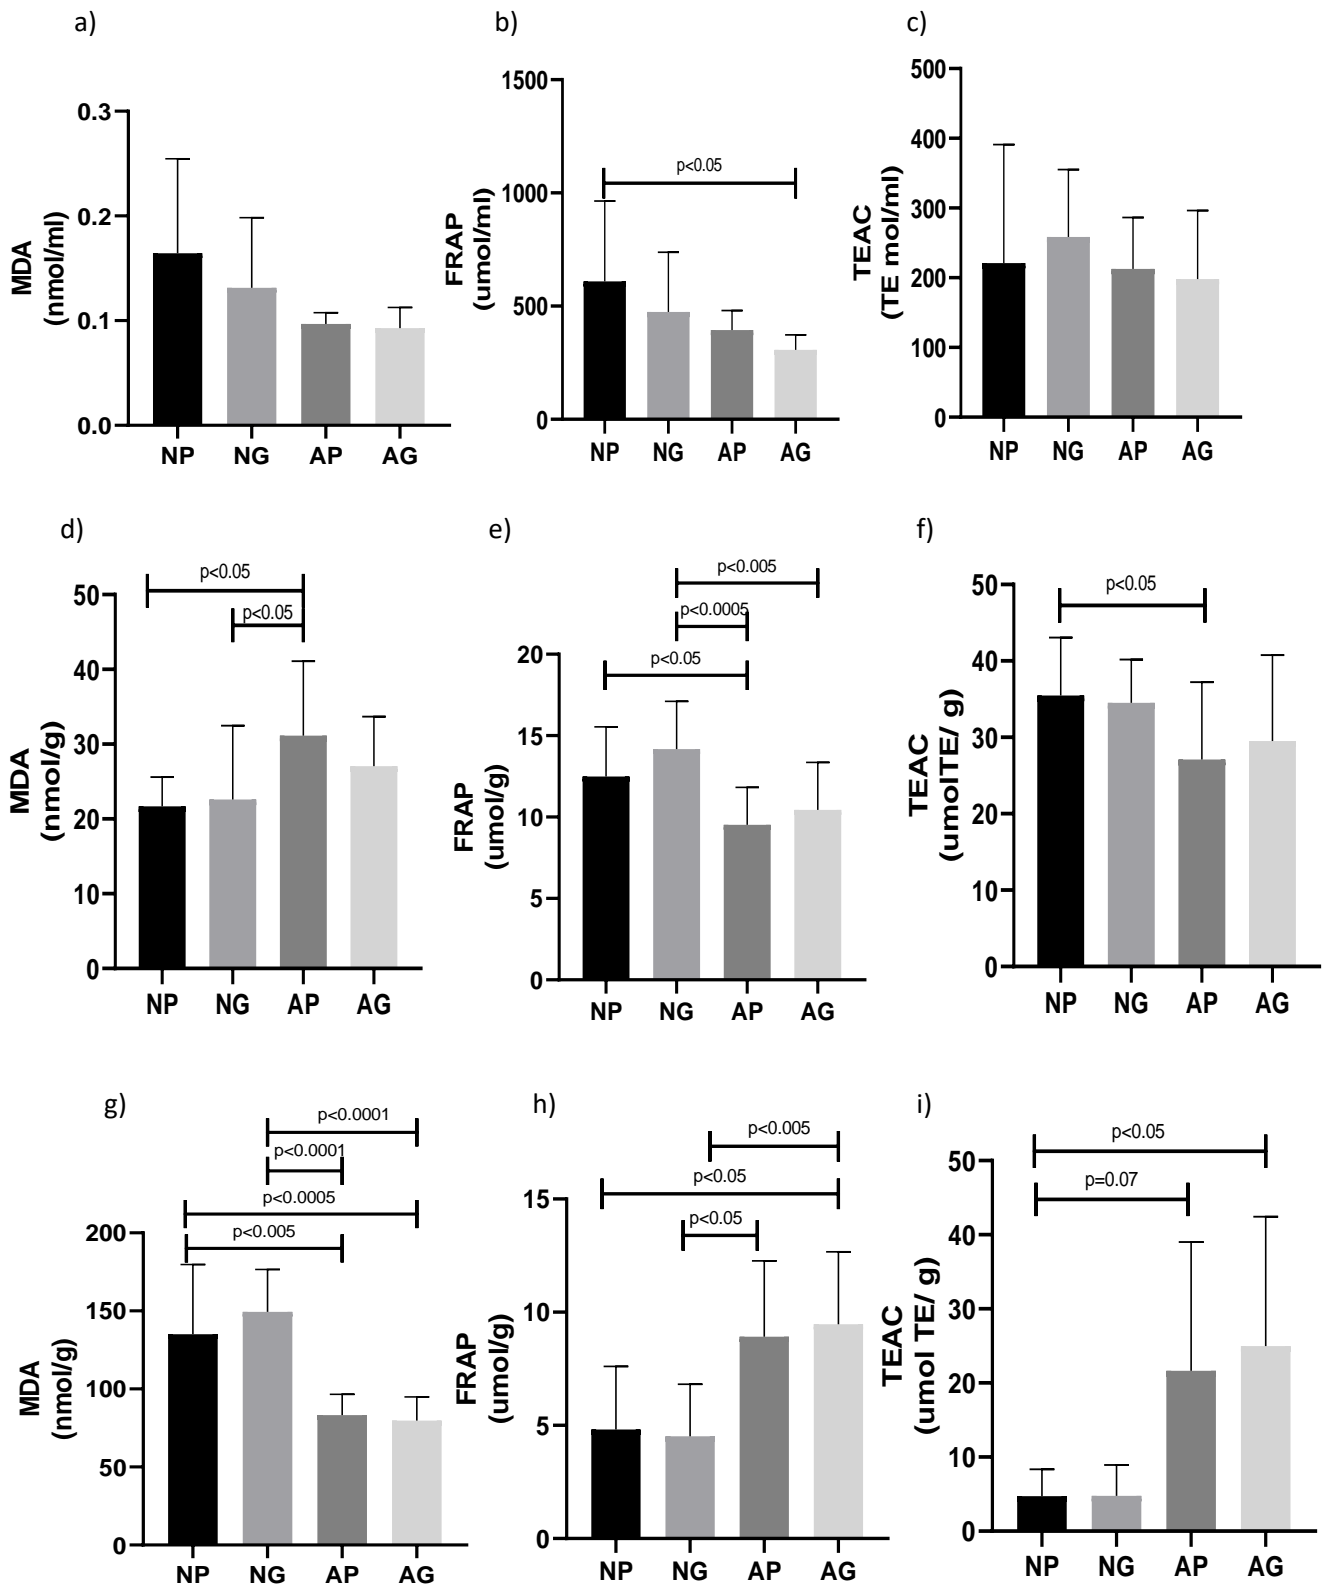 a)
MDA
(nmol/ml)
0.3
0.2
0.1
0.0
NP NG AP AG
b)
FRAP
(umol/ml)
1500
1000
500
0
p<0.05
NP NG AP AG
c)
TEAC
(TE mol/ml)
500
400
300
200
100
0
NP NG AP AG
d)
MDA
(nmol/g)
50
40
30
20
10
0
p<0.05
p<0.05
NP NG AP AG
e)
FRAP
(umol/g)
20
15
10
5
0
p<0.005
p<0.0005
p<0.05
NP NG AP AG
f)
TEAC
(umolTE/ g)
50
40
30
20
10
0
p<0.05
NP NG AP AG
g)
MDA
(nmol/g)
200
150
100
50
0
p<0.0001
p<0.0001
p<0.0005
p<0.005
NP NG AP AG
h)
FRAP
(umol/g)
15
10
5
0
p<0.005
p<0.05
p<0.05
NP NG AP AG
i)
TEAC
(umol TE/ g)
50
40
30
20
10
0
p<0.05
p=0.07
NP NG AP AG